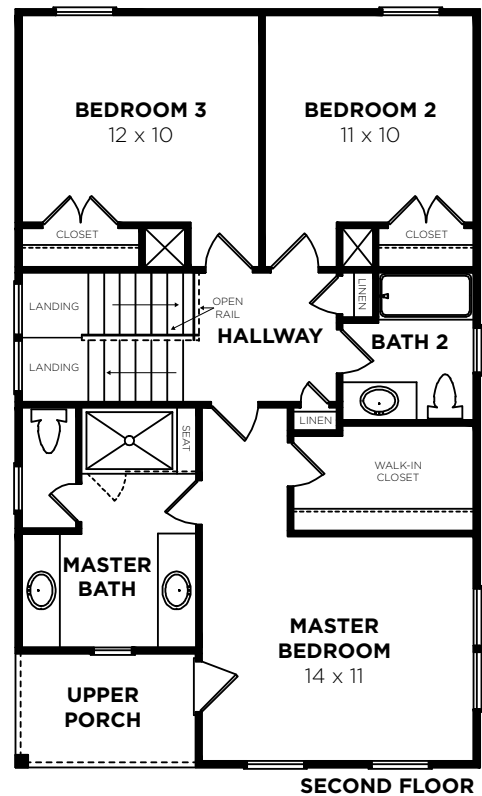 BEDROOM 3
12 x 10
BEDROOM 2
11 x 10
CLOSET
CLOSET
LANDING
OPEN
RAIL
LINEN
HALLWAY
BATH 2
LANDING
LINEN
SEAT
WALK-IN
CLOSET
MASTER
BATH
MASTER
BEDROOM
14 x 11
UPPER
PORCH
SECOND FLOOR